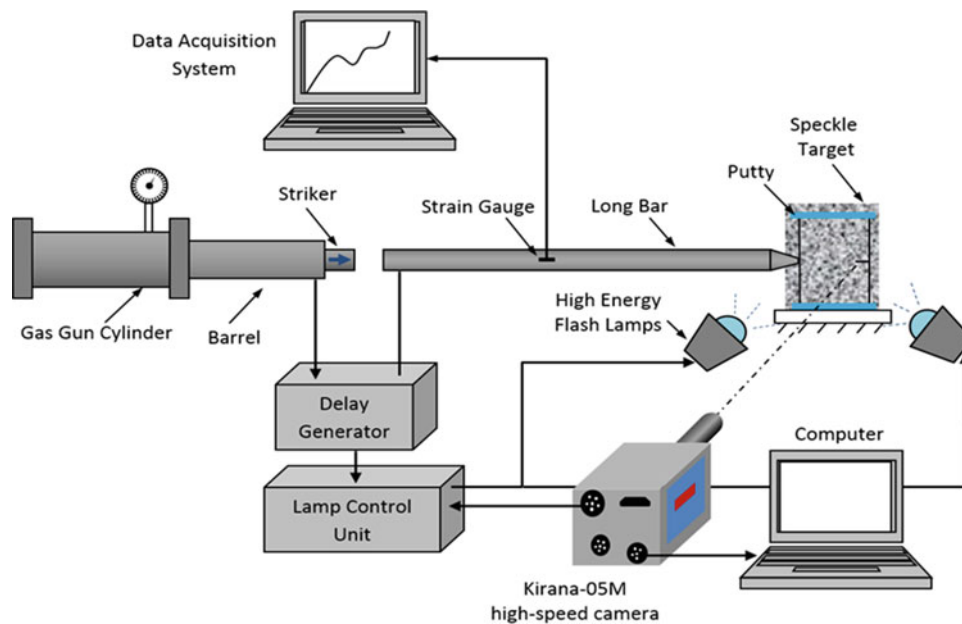 Data Acquisition
System
Speckle
Target
Putty
Striker
Strain Gauge
Long Bar
Gas Gun Cylinder
Barrel
High Energy
Flash Lamps
Delay
Generator
Computer
Lamp Control
Unit
Kirana-05M
high-speed camera